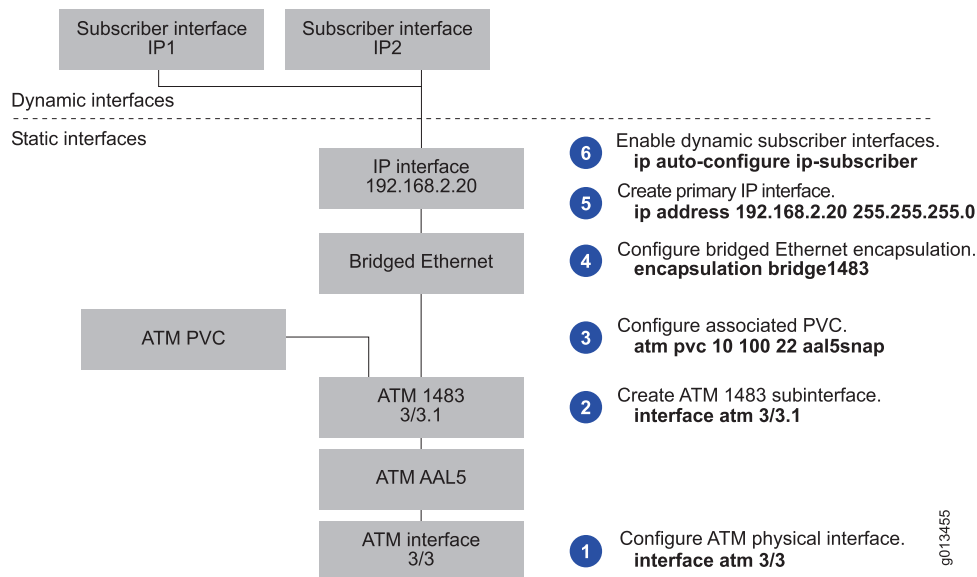 Subscriber interface
IP1
Subscriber interface
IP2
Dynamic interfaces
Static interfaces
IP interface
192.168.2.20
6
Enable dynamic subscriber interfaces.
ip auto-configure ip-subscriber
5
Create primary IP interface.
ip address 192.168.2.20 255.255.255.0
Bridged Ethernet
4
Configure bridged Ethernet encapsulation.
encapsulation bridge1483
ATM PVC
3
Configure associated PVC.
atm pvc 10 100 22 aal5snap
ATM 1483
3/3.1
2
Create ATM 1483 subinterface.
interface atm 3/3.1
ATM AAL5
ATM interface
3/3
1
Configure ATM physical interface.
interface atm 3/3
g013455